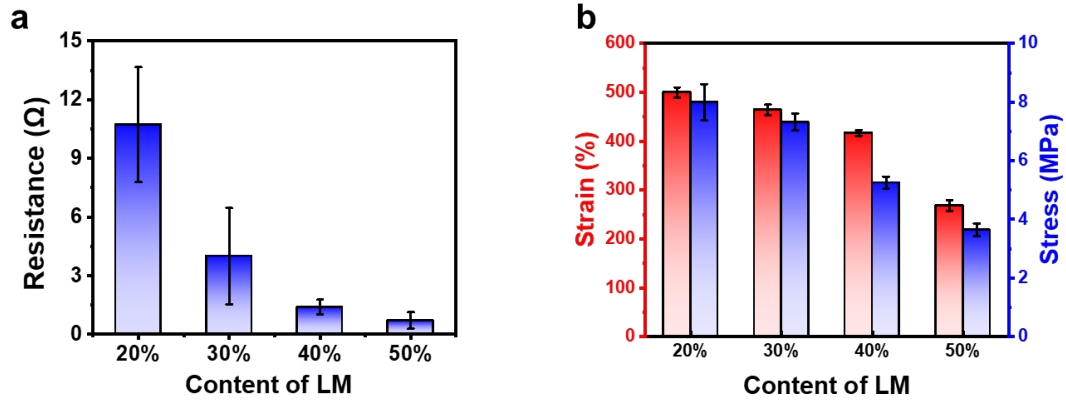 a
Resistance (Ω)
15
12
9
6
3
0
20% 30% 40% 50%
Content of LM
b
Strain (%)
600
500
400
300
200
100
0
20% 30% 40% 50%
Content of LM
10
8
6
4
2
0
Stress (MPa)